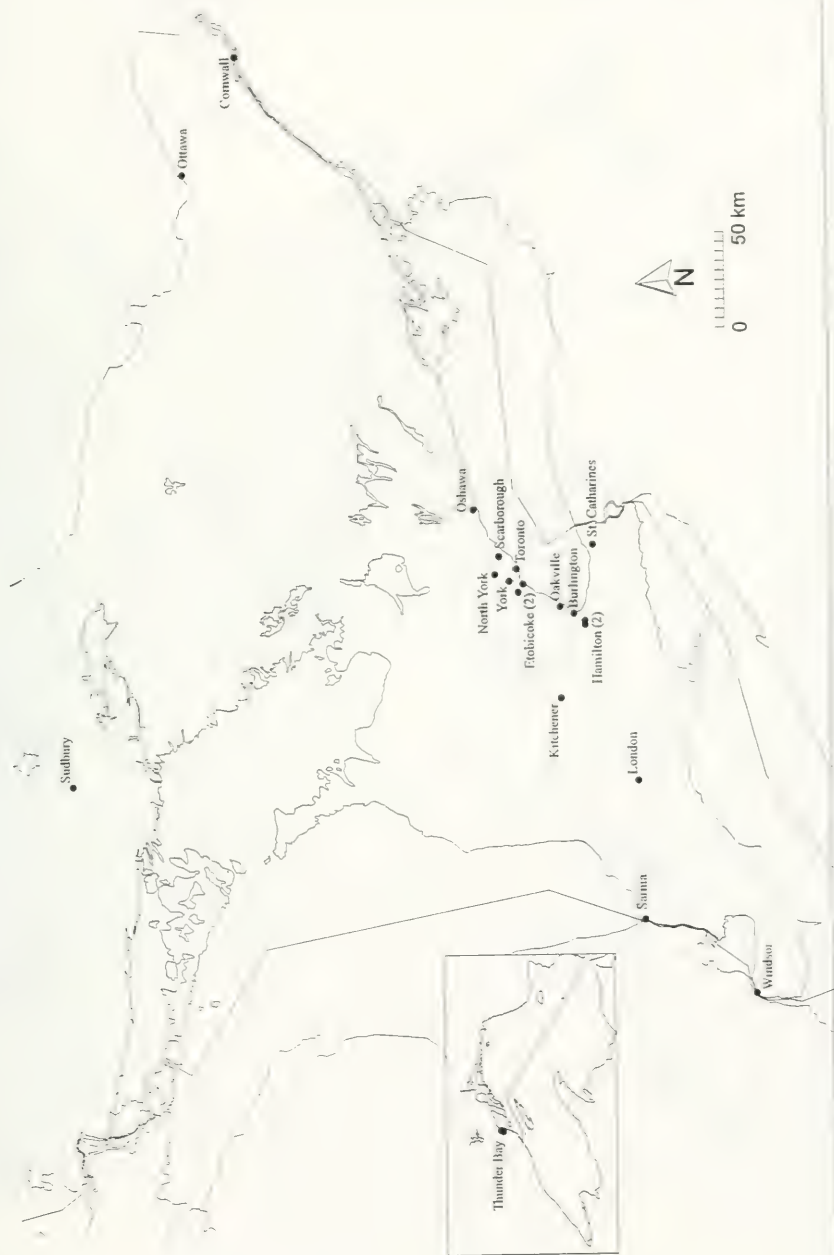 Sudbury
Ottawa
Cornwall
Oshawa
Scarborough
North York
Toronto
York
Etobicoke (2)
Oakville
Burlington
Hamilton (2)
St. Catharines
Kitchener
London
Sarnia
Windsor
Thunder Bay
N
0 50 km